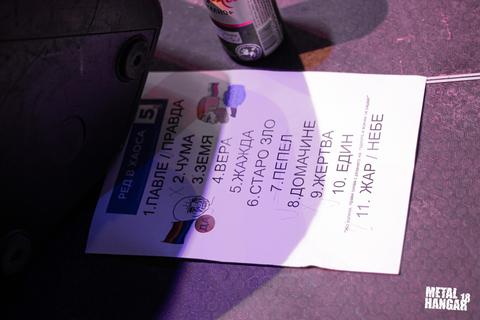 РЕД В ХАОСА 5
1.ПАВЛЕ / ПРАВДА
2.ЧУМА
3.ЗЕМЯ
4.ВЕРА
5.ЖАЖДА
6.СТАРО ЗЛО
7.ПЕПЕЛ
8.ДОМАЧИНЕ
9.ЖЕРТВА
10. ЕДИН
11. ЖАР / НЕБЕ
ДА
METAL
HANGAR 18